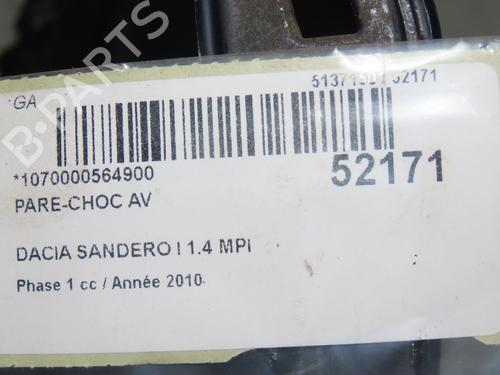 GA
52171
*1070000564900
52171
PARE-CHOC AV
DACIA SANDERO I 1.4 MPI
Phase 1 cc / Année 2010
B-PARTS